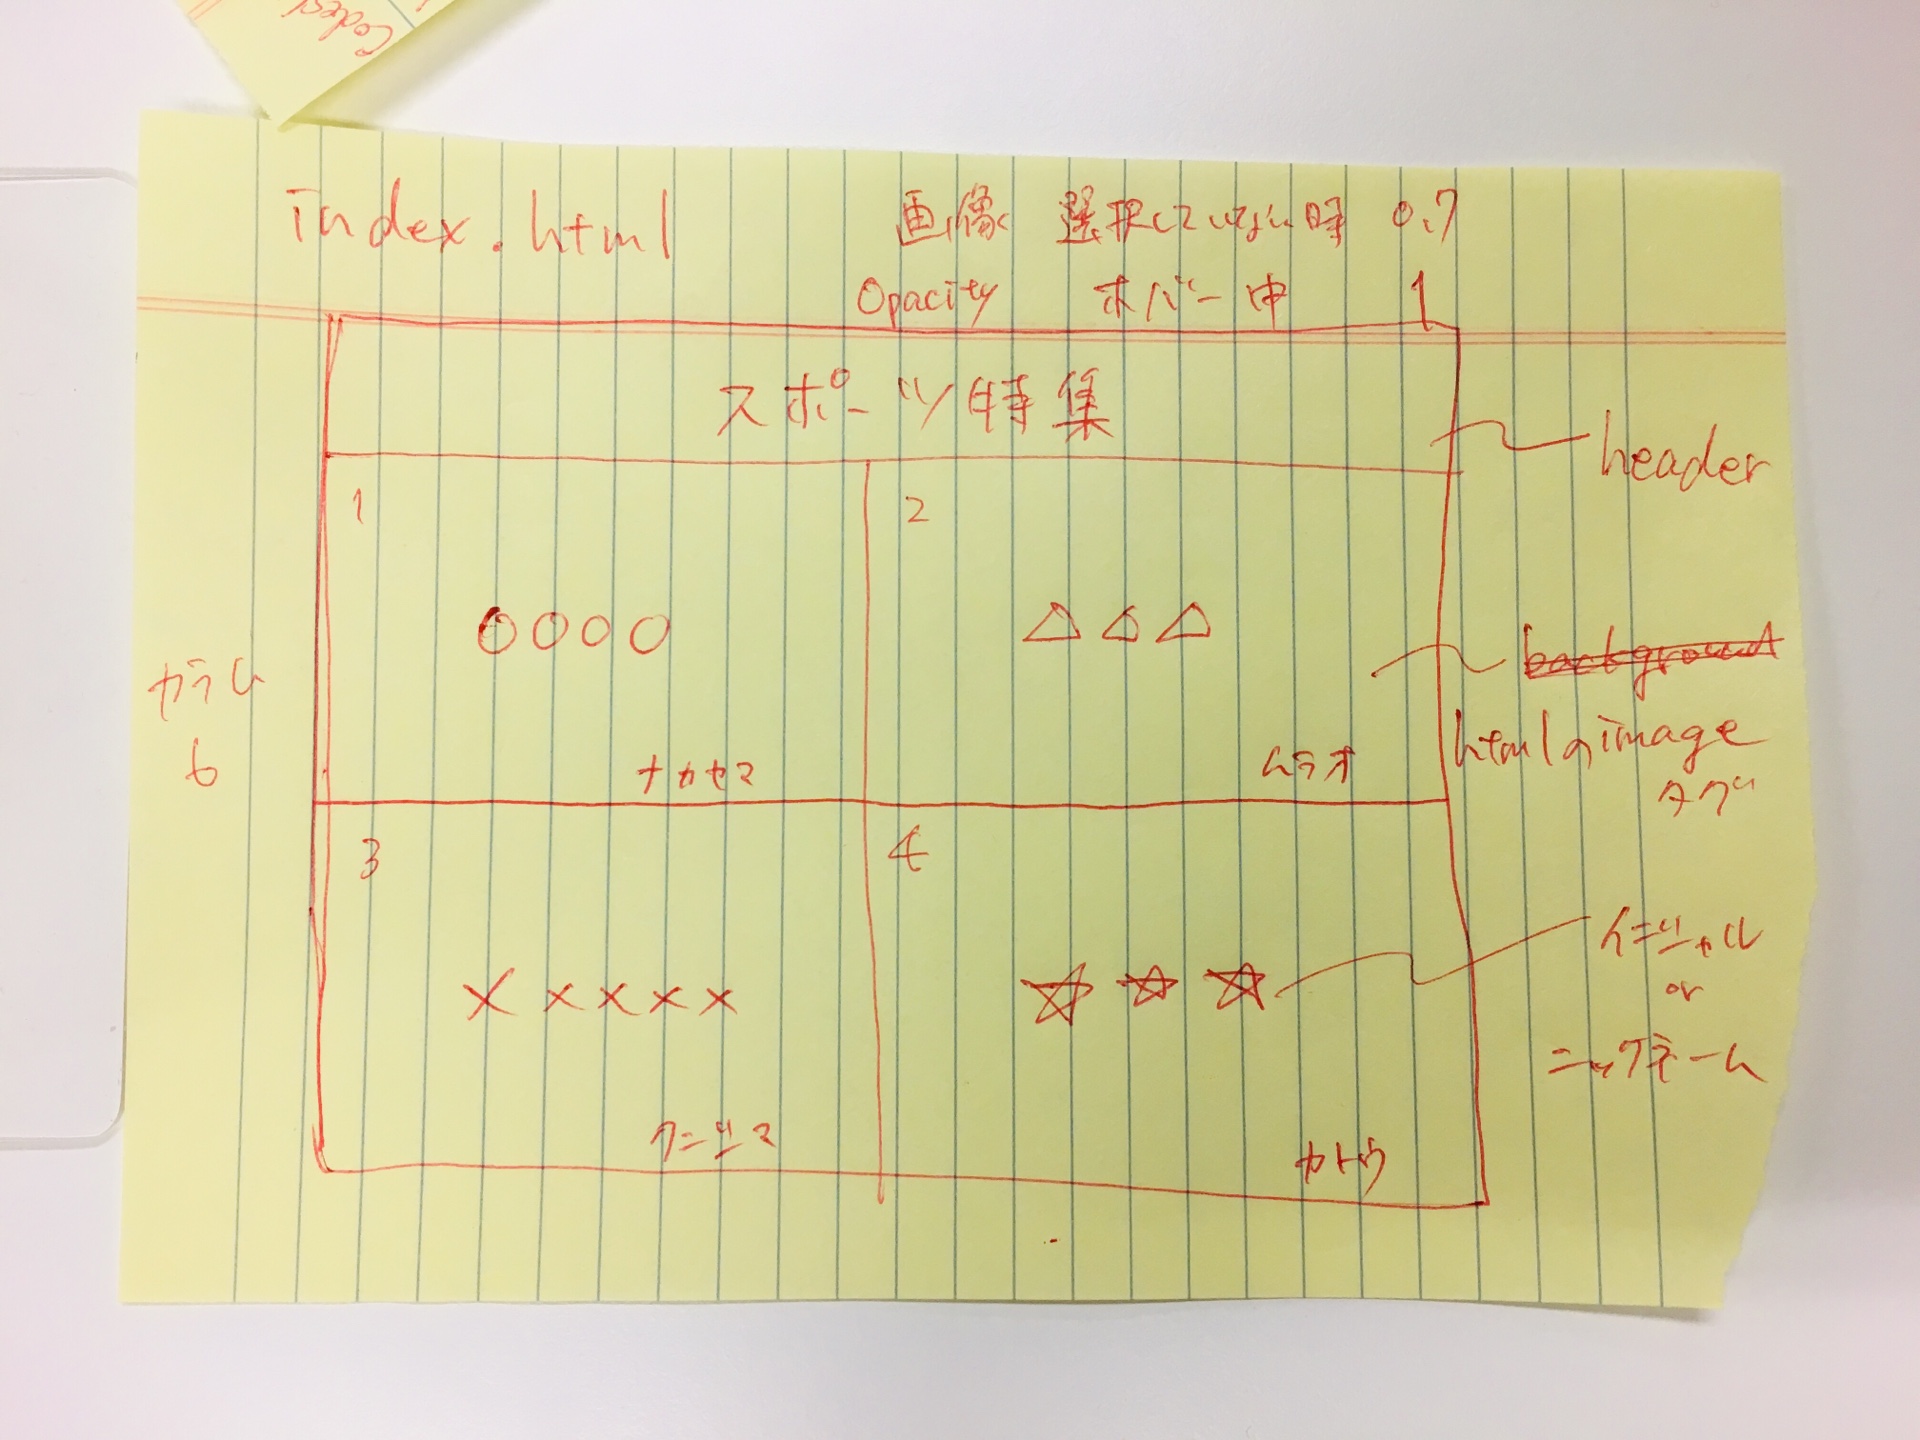 index.html
画像 選択していない時 0.7
Opacity ホバー中 1
スポーツ特集
header
1
2
○○○○
△△△
background
htmlのimage
タグ
カラム
6
ナカセマ
ムラオ
3
4
×××××
☆☆☆
イニシャル
or
ニックネーム
クニシマ
カトウ